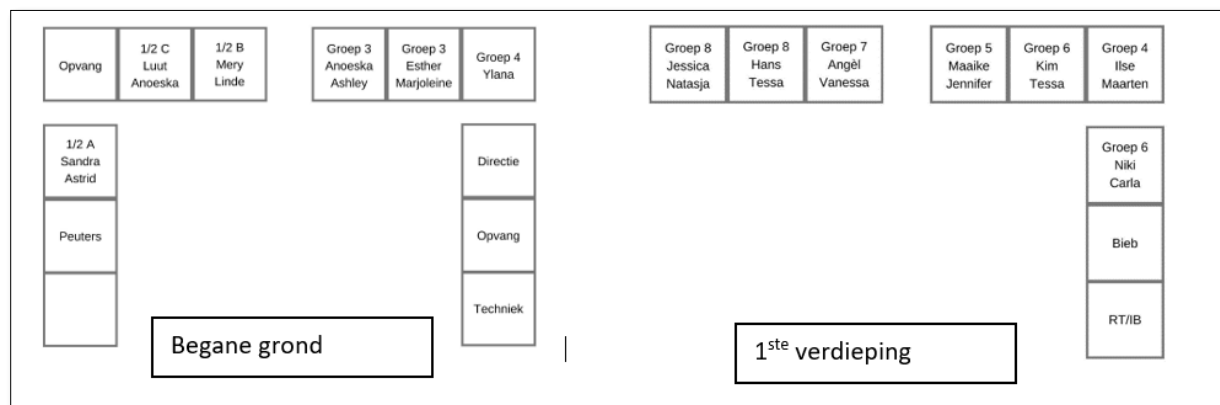 Opvang
1/2 C
Luut
Anoeska
1/2 B
Mery
Linde
Groep 3
Anoeska
Ashley
Groep 3
Esther
Marjoleine
Groep 4
Ylana
1/2 A
Sandra
Astrid
Peuters
Directie
Opvang
Techniek
Begane grond
Groep 8
Jessica
Natasja
Groep 8
Hans
Tessa
Groep 7
Angèl
Vanessa
Groep 5
Maaike
Jennifer
Groep 6
Kim
Tessa
Groep 4
Ilse
Maarten
Groep 6
Niki
Carla
Bieb
RT/IB
1ste verdieping